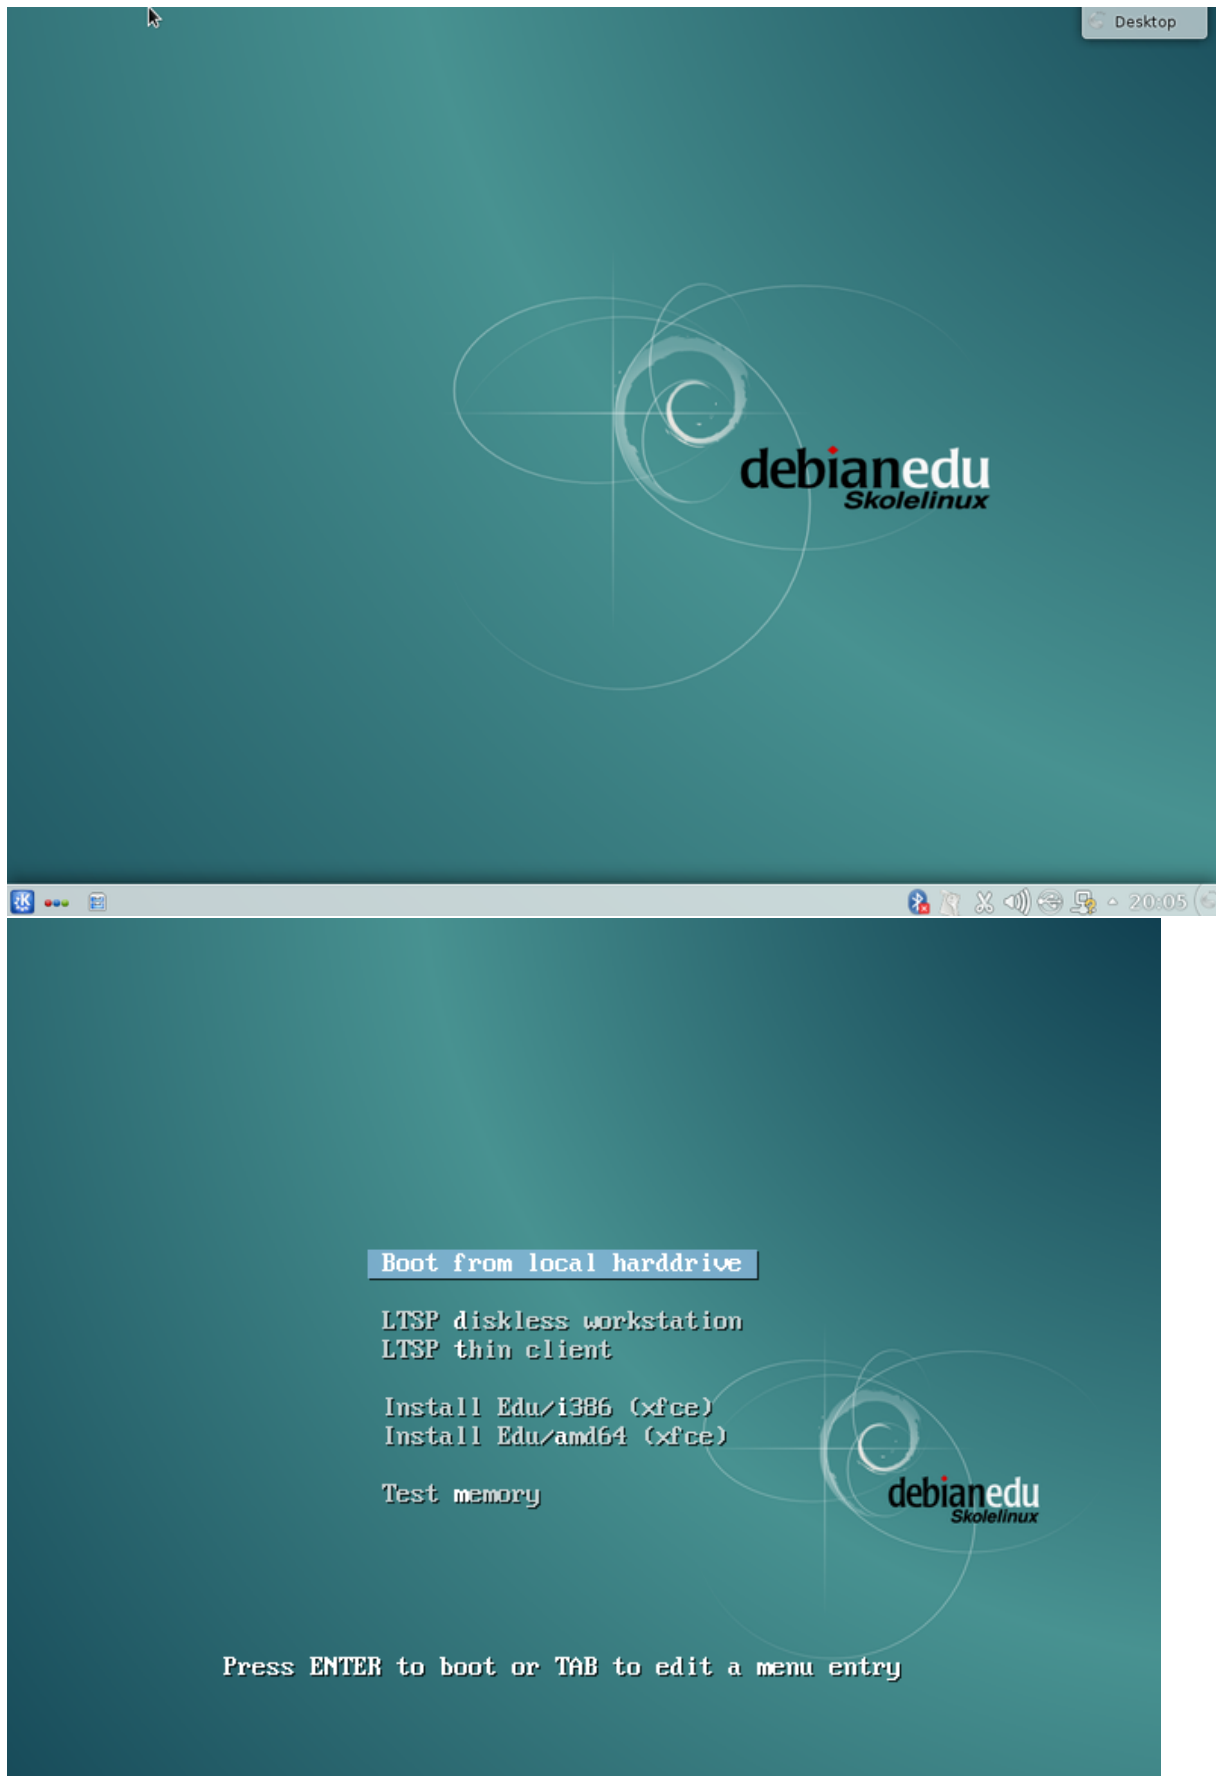 Desktop
debianedu
Skolelinux
20:05
Boot from local harddrive
LTSP diskless workstation
LTSP thin client
Install Edu/i386 (xfce)
Install Edu/amd64 (xfce)
Test memory
debianedu
Skolelinux
Press ENTER to boot or TAB to edit a menu entry